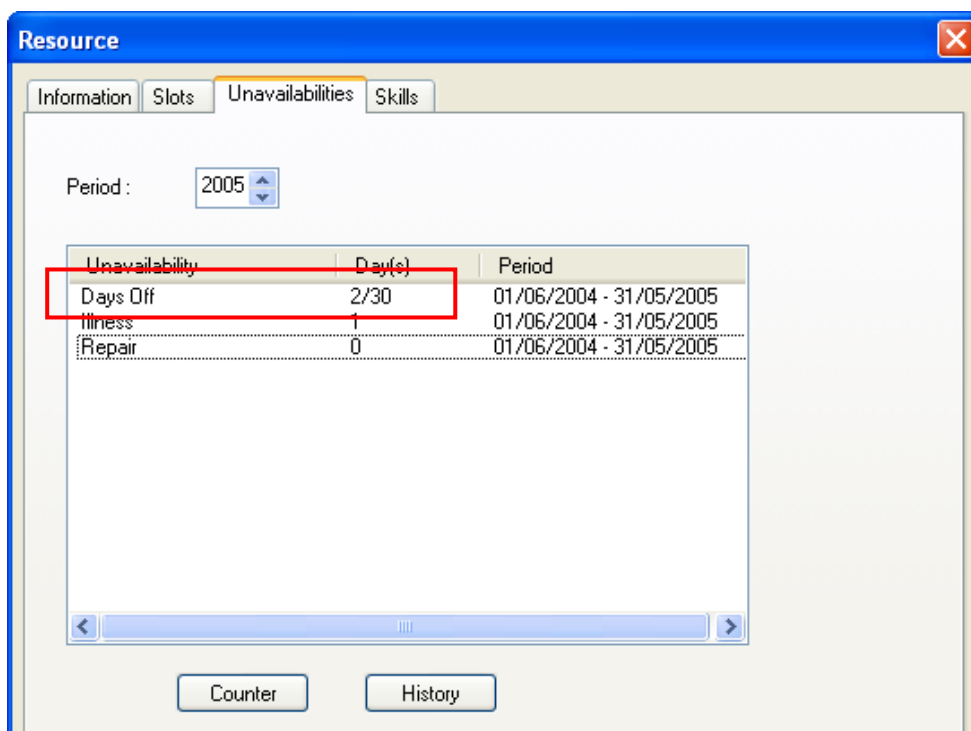 Resource
Information Slots Unavailabilities Skills
Period : 2005
Unavailability Day(s) Period
Days Off 2/30 01/06/2004 - 31/05/2005
Illness 1 01/06/2004 - 31/05/2005
Repair 0 01/06/2004 - 31/05/2005
Counter History